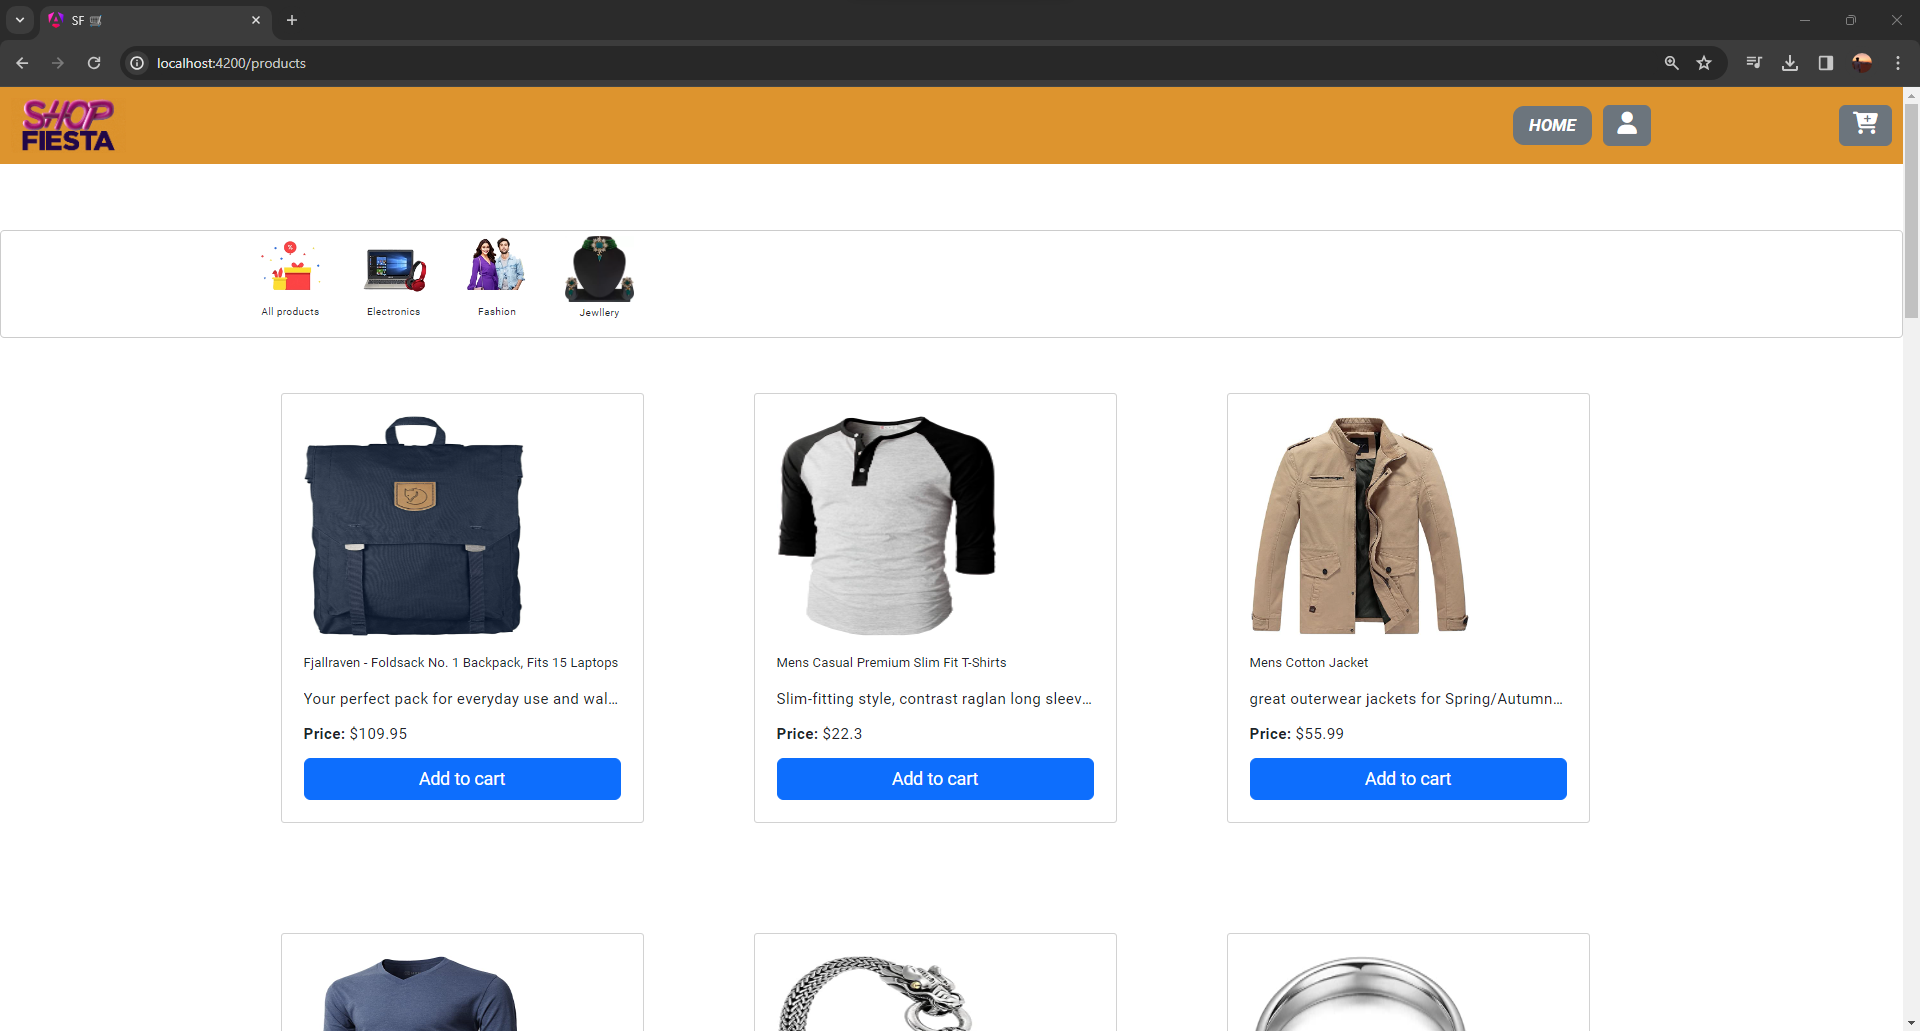 SF
localhost:4200/products
SHOP
FIESTA
HOME
All products
Electronics
Fashion
Jewllery
Fjallraven - Foldsack No. 1 Backpack, Fits 15 Laptops
Your perfect pack for everyday use and wal...
Price: $109.95
Add to cart
Mens Casual Premium Slim Fit T-Shirts
Slim-fitting style, contrast raglan long sleev...
Price: $22.3
Add to cart
Mens Cotton Jacket
great outerwear jackets for Spring/Autumn...
Price: $55.99
Add to cart